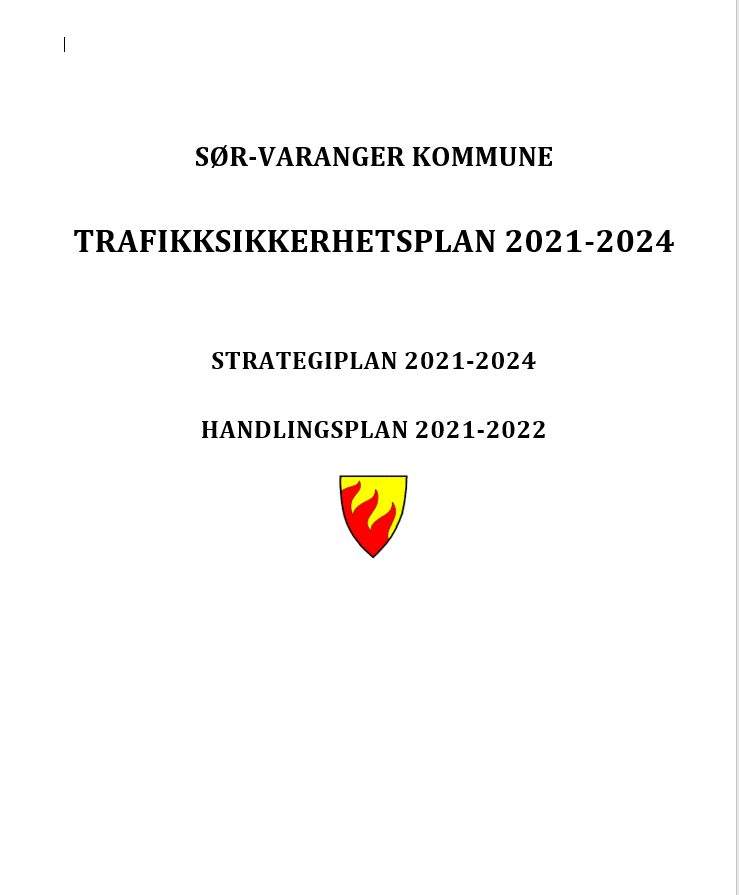 SØR-VARANGER KOMMUNE
TRAFIKKSIKKERHETSPLAN 2021-2024
STRATEGIPLAN 2021-2024
HANDLINGSPLAN 2021-2022